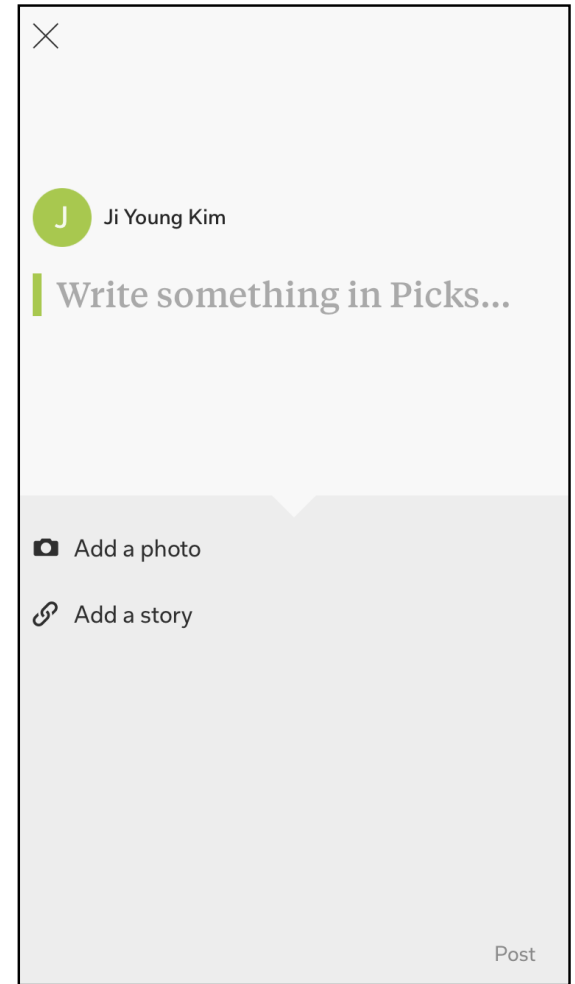 J
Ji Young Kim
Write something in Picks...
Add a photo
Add a story
Post